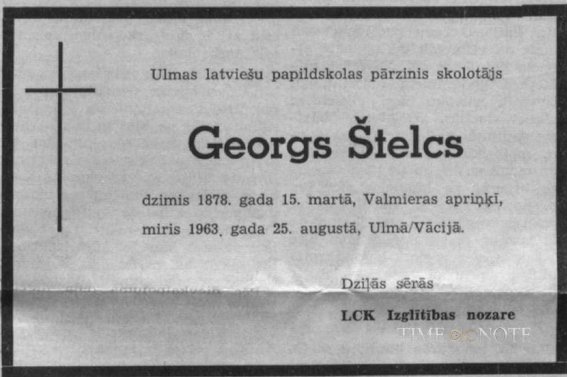 Ulmas latviešu papildskolas pārzinis skolotājs
Georgs Štelcs
dzimis 1878. gada 15. martā, Valmieras apriņķī,
miris 1963. gada 25. augustā, Ulmā/Vācijā.
Dziļās sērās
LCK Izglītības nozare
TIME NOTE